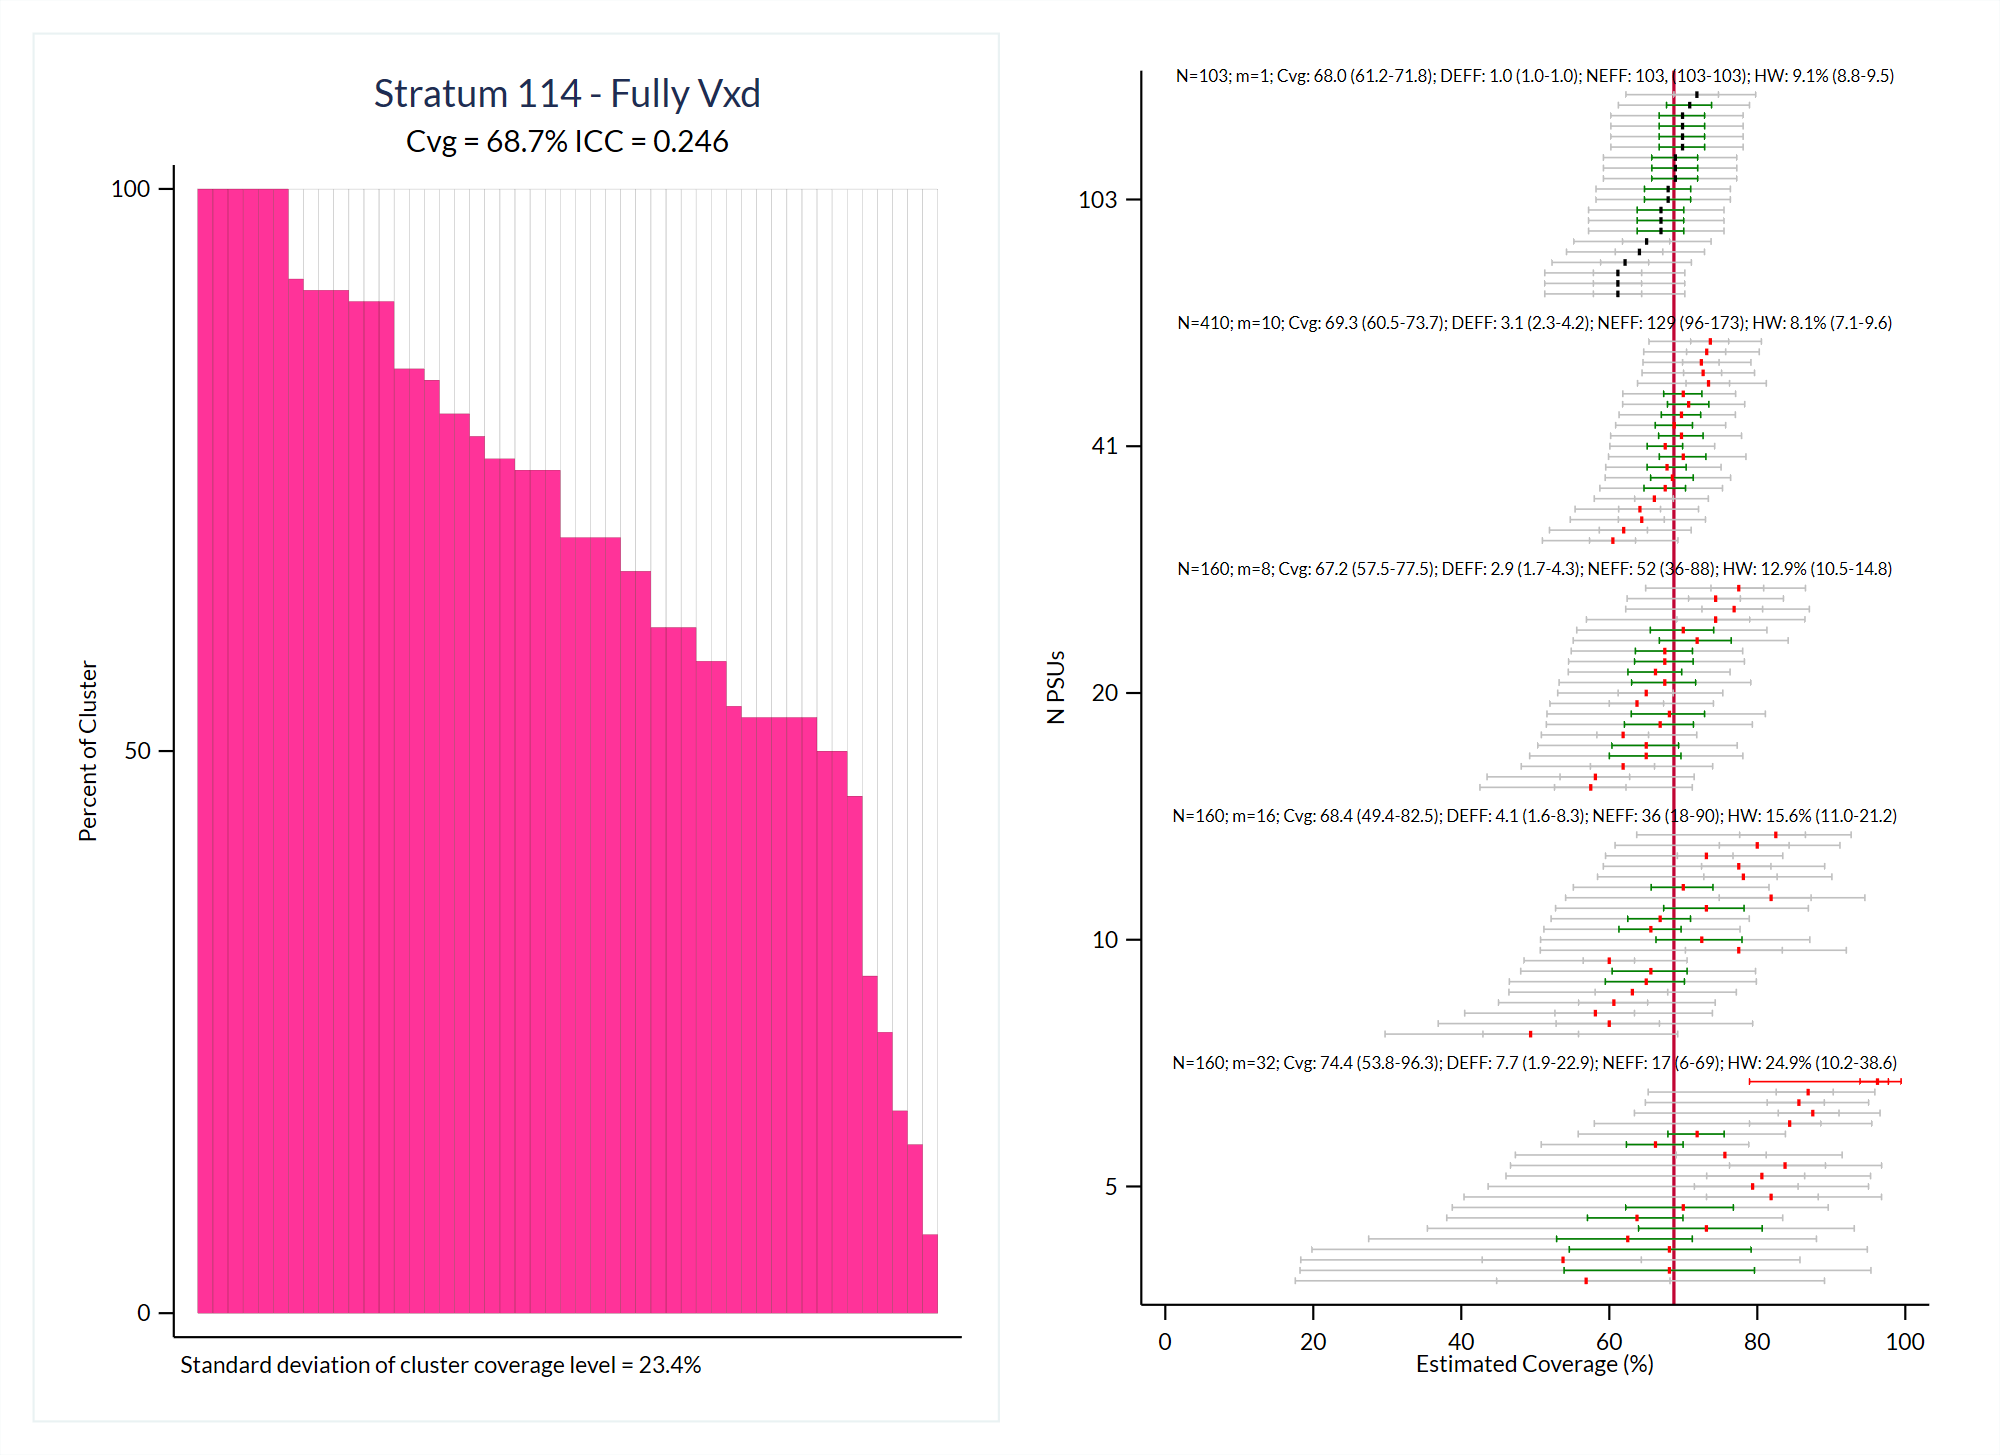 Stratum 114 - Fully Vxd
Cvg = 68.7% ICC = 0.246
100
50
0
Percent of Cluster
Standard deviation of cluster coverage level = 23.4%
N=103; m=1; Cvg: 68.0 (61.2-71.8); DEFF: 1.0 (1.0-1.0); NEFF: 103, (103-103); HW: 9.1% (8.8-9.5)
103
N=410; m=10; Cvg: 69.3 (60.5-73.7); DEFF: 3.1 (2.3-4.2); NEFF: 129 (96-173); HW: 8.1% (7.1-9.6)
41
N=160; m=8; Cvg: 67.2 (57.5-77.5); DEFF: 2.9 (1.7-4.3); NEFF: 52 (36-88); HW: 12.9% (10.5-14.8)
20
N=160; m=16; Cvg: 68.4 (49.4-82.5); DEFF: 4.1 (1.6-8.3); NEFF: 36 (18-90); HW: 15.6% (11.0-21.2)
10
N=160; m=32; Cvg: 74.4 (53.8-96.3); DEFF: 7.7 (1.9-22.9); NEFF: 17 (6-69); HW: 24.9% (10.2-38.6)
5
N PSUs
0 20 40 60 80 100
Estimated Coverage (%)